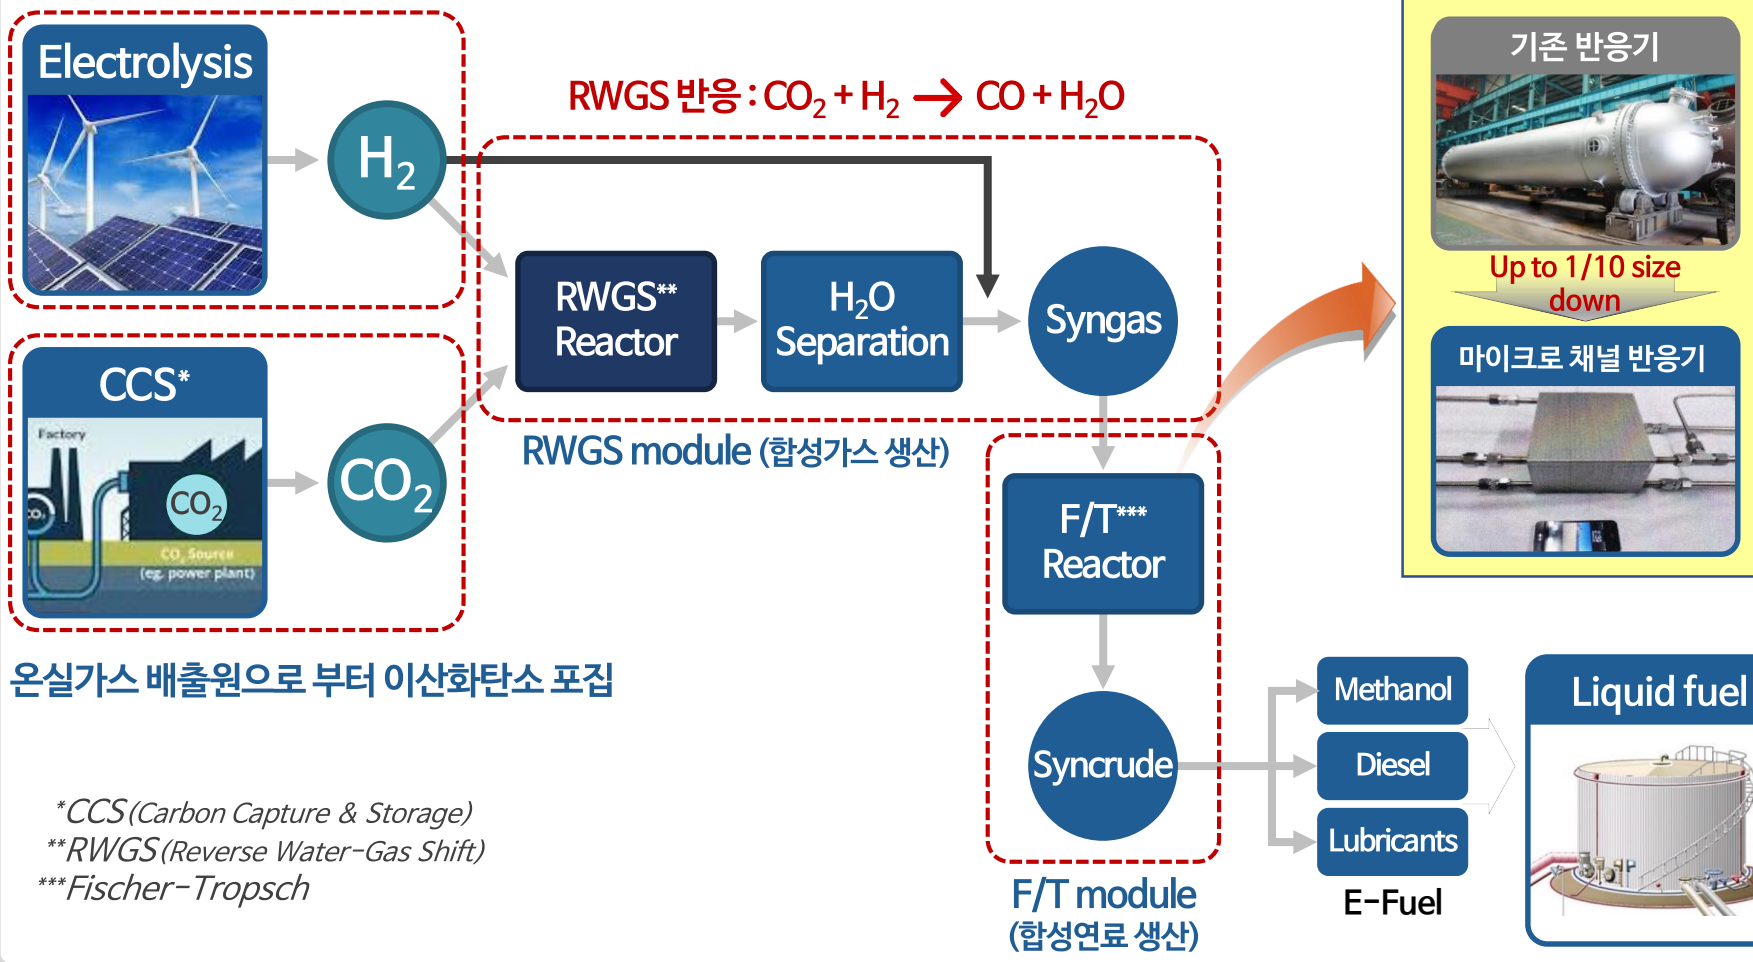 Electrolysis
H2
RWGS 반응 : CO2 + H2 → CO + H2O
기존 반응기
Up to 1/10 size
down
마이크로 채널 반응기
RWGS**
Reactor
H2O
Separation
Syngas
CCS*
Factory
CO2
CO2
CO2 Source
(eg. power plant)
CO2
RWGS module (합성가스 생산)
F/T***
Reactor
온실가스 배출원으로 부터 이산화탄소 포집
Syncrude
Methanol
Diesel
Lubricants
E-Fuel
Liquid fuel
F/T module
(합성연료 생산)
*CCS(Carbon Capture & Storage)
**RWGS(Reverse Water-Gas Shift)
***Fischer-Tropsch